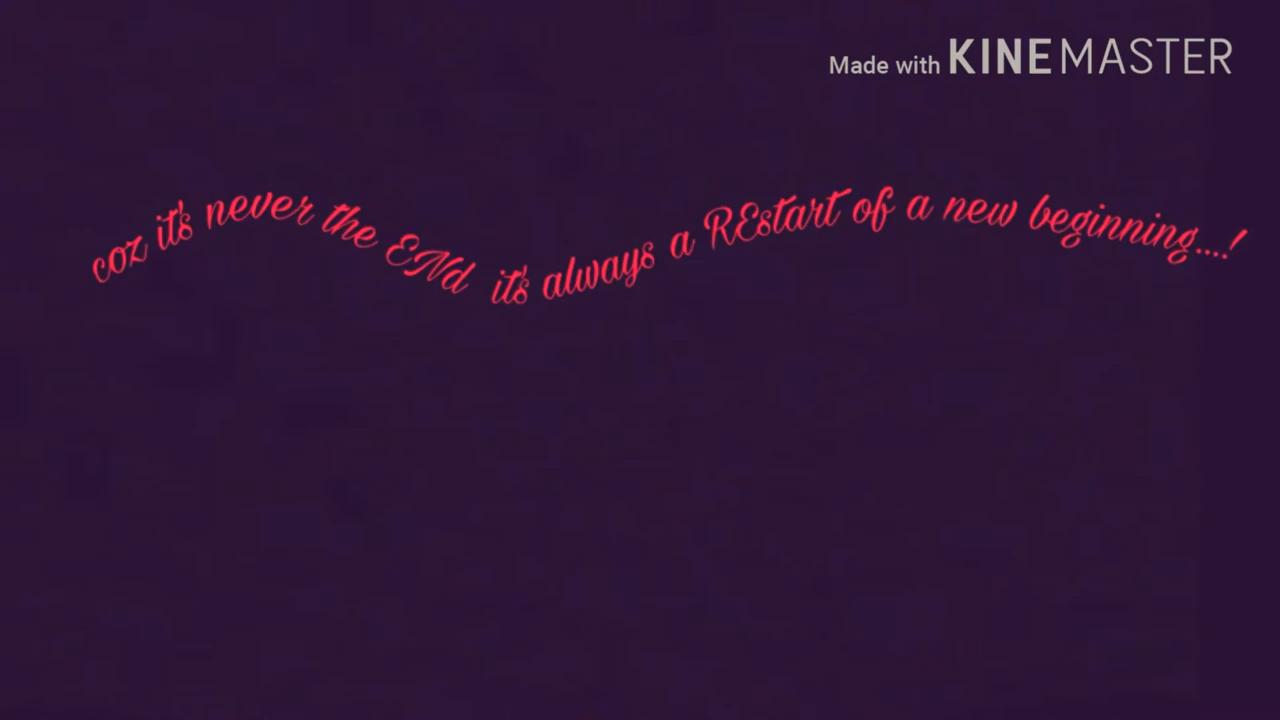 Made with KINEMASTER
coz it's never the ENd it's always a REstart of a new beginning....!